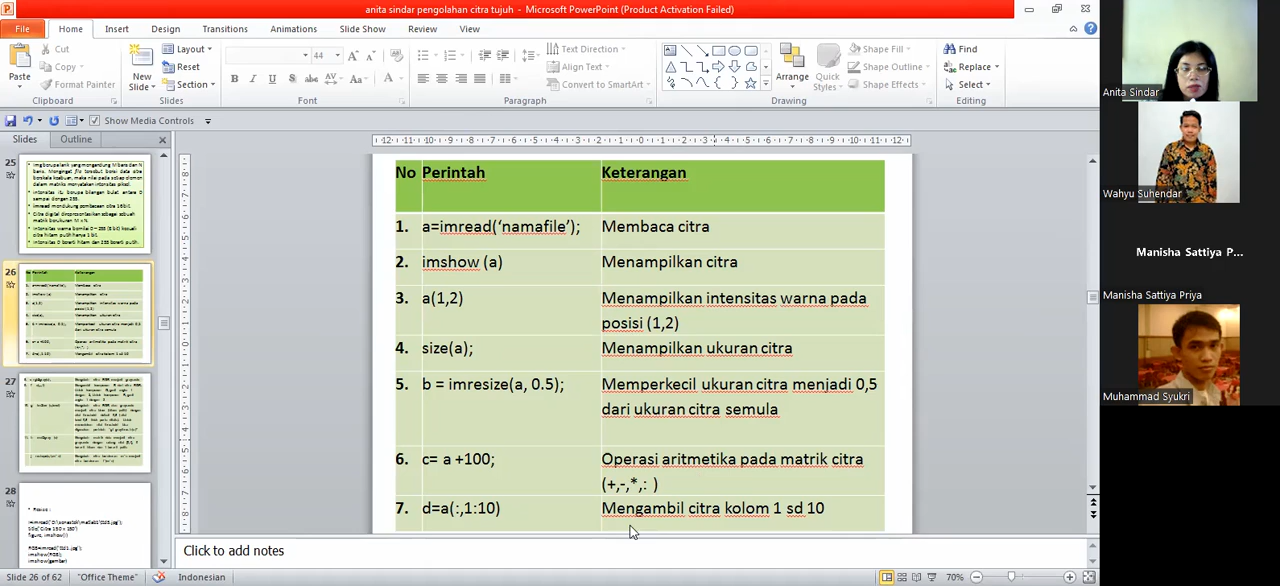 anita sindar pengolahan citra tujuh - Microsoft PowerPoint (Product Activation Failed)
File Home Insert Design Transitions Animations Slide Show Review View
Paste
Cut
Copy
Format Painter
Clipboard
New Slide
Layout
Reset
Section
Slides
44
Font
Text Direction
Align Text
Convert to SmartArt
Paragraph
Arrange
Quick Styles
Shape Fill
Shape Outline
Shape Effects
Drawing
Find
Replace
Select
Editing
Show Media Controls
Slides Outline
25
26
27
28
No Perintah Keterangan
1. a=imread(‘namafile’); Membaca citra
2. imshow (a) Menampilkan citra
3. a(1,2) Menampilkan intensitas warna pada
posisi (1,2)
4. size(a); Menampilkan ukuran citra
5. b = imresize(a, 0.5); Memperkecil ukuran citra menjadi 0,5
dari ukuran citra semula
6. c= a +100; Operasi aritmetika pada matrik citra
(+,-,*,: )
7. d=a(:,1:10) Mengambil citra kolom 1 sd 10
Click to add notes
Slide 26 of 62 "Office Theme" Indonesian 70%
Anita Sindar
Wahyu Suhendar
Manisha Sattiya P...
Manisha Sattiya Priya
Muhammad Syukri